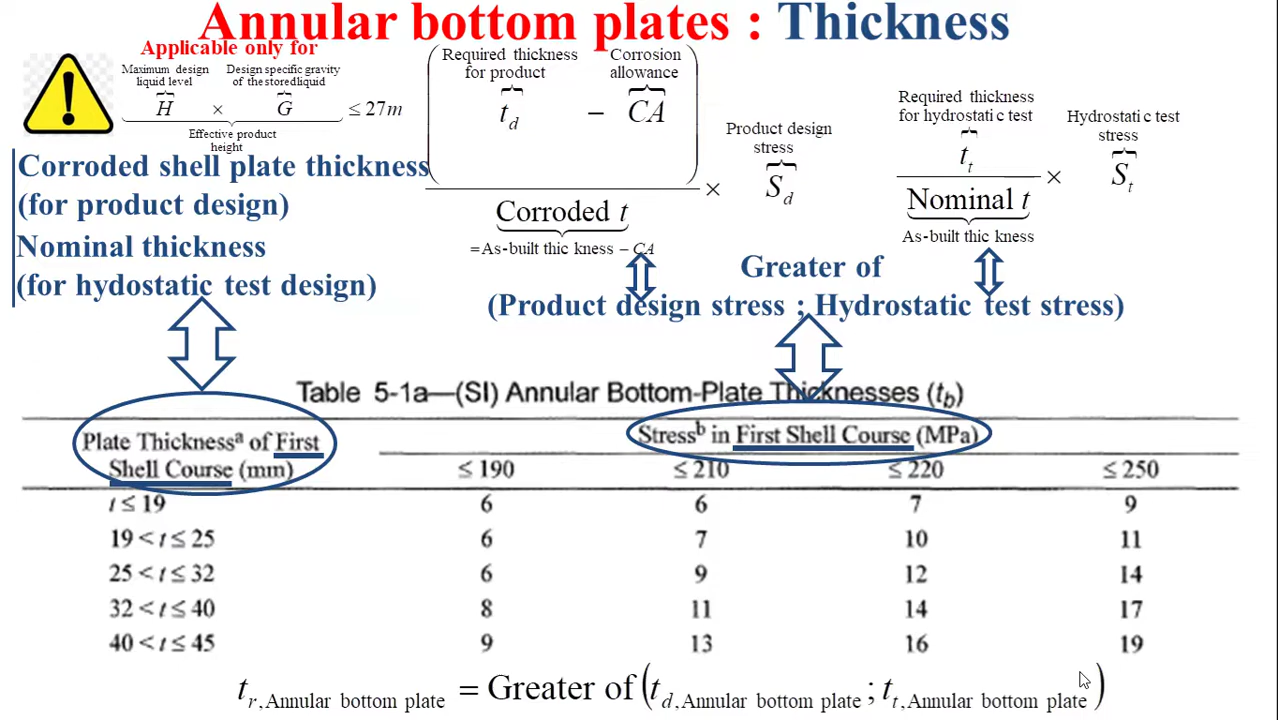 Annular bottom plates : Thickness
Applicable only for
Maximum design liquid level
Design specific gravity of the stored liquid
H × G ≤ 27m
Effective product height
Corroded shell plate thickness
(for product design)
Nominal thickness
(for hydostatic test design)
Required thickness for product
Corrosion allowance
t_d − CA
Corroded t
=As-built thic kness − CA
×
Product design stress
S_d
Required thickness for hydrostati c test
t_t
Nominal t
As-built thic kness
×
Hydrostati c test stress
S_t
Greater of
(Product design stress ; Hydrostatic test stress)
Table 5-1a—(SI) Annular Bottom-Plate Thicknesses (t_b)
Plate Thickness^a of First Shell Course (mm)
Stress^b in First Shell Course (MPa)
≤ 190 ≤ 210 ≤ 220 ≤ 250
t ≤ 19 6 6 7 9
19 < t ≤ 25 6 7 10 11
25 < t ≤ 32 6 9 12 14
32 < t ≤ 40 8 11 14 17
40 < t ≤ 45 9 13 16 19
t_r,Annular bottom plate = Greater of (t_d,Annular bottom plate ; t_t,Annular bottom plate)